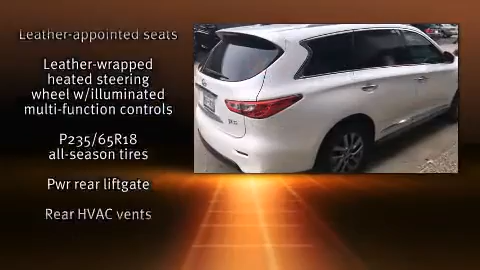 Leather-appointed seats
Leather-wrapped
heated steering
wheel w/illuminated
multi-function controls
P235/65R18
all-season tires
Pwr rear liftgate
Rear HVAC vents